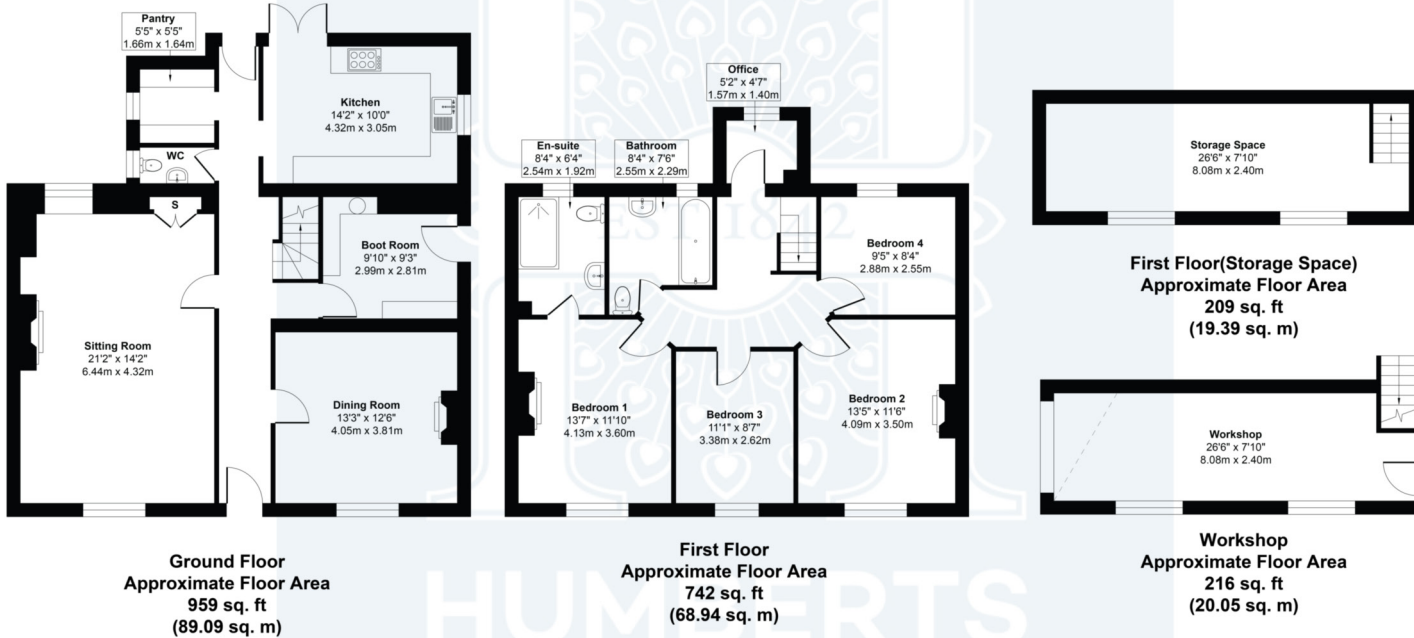 Pantry
5'5" x 5'5"
1.66m x 1.64m
Kitchen
14'2" x 10'0"
4.32m x 3.05m
WC
S
Boot Room
9'10" x 9'3"
2.99m x 2.81m
Sitting Room
21'2" x 14'2"
6.44m x 4.32m
Dining Room
13'3" x 12'6"
4.05m x 3.81m
Ground Floor
Approximate Floor Area
959 sq. ft
(89.09 sq. m)
Office
5'2" x 4'7"
1.57m x 1.40m
En-suite
8'4" x 6'4"
2.54m x 1.92m
Bathroom
8'4" x 7'6"
2.55m x 2.29m
EST 1842
Bedroom 4
9'5" x 8'4"
2.88m x 2.55m
Bedroom 1
13'7" x 11'10"
4.13m x 3.60m
Bedroom 3
11'1" x 8'7"
3.38m x 2.62m
Bedroom 2
13'5" x 11'6"
4.09m x 3.50m
First Floor
Approximate Floor Area
742 sq. ft
(68.94 sq. m)
HUMBERTS
Storage Space
26'6" x 7'10"
8.08m x 2.40m
First Floor(Storage Space)
Approximate Floor Area
209 sq. ft
(19.39 sq. m)
Workshop
26'6" x 7'10"
8.08m x 2.40m
Workshop
Approximate Floor Area
216 sq. ft
(20.05 sq. m)